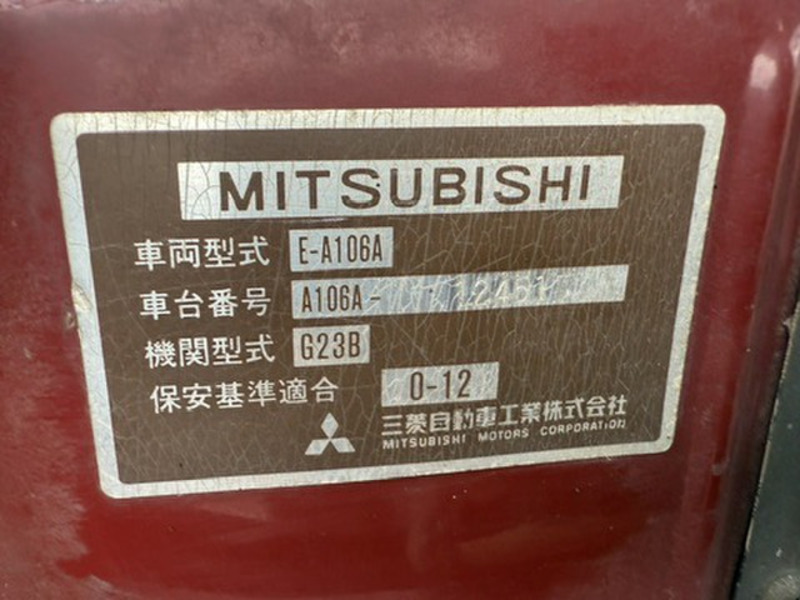 MITSUBISHI
車両型式 E-A106A
車台番号 A106A- 12451
機関型式 G23B
保安基準適合 0-12
三菱自動車工業株式会社
MITSUBISHI MOTORS CORPORATION